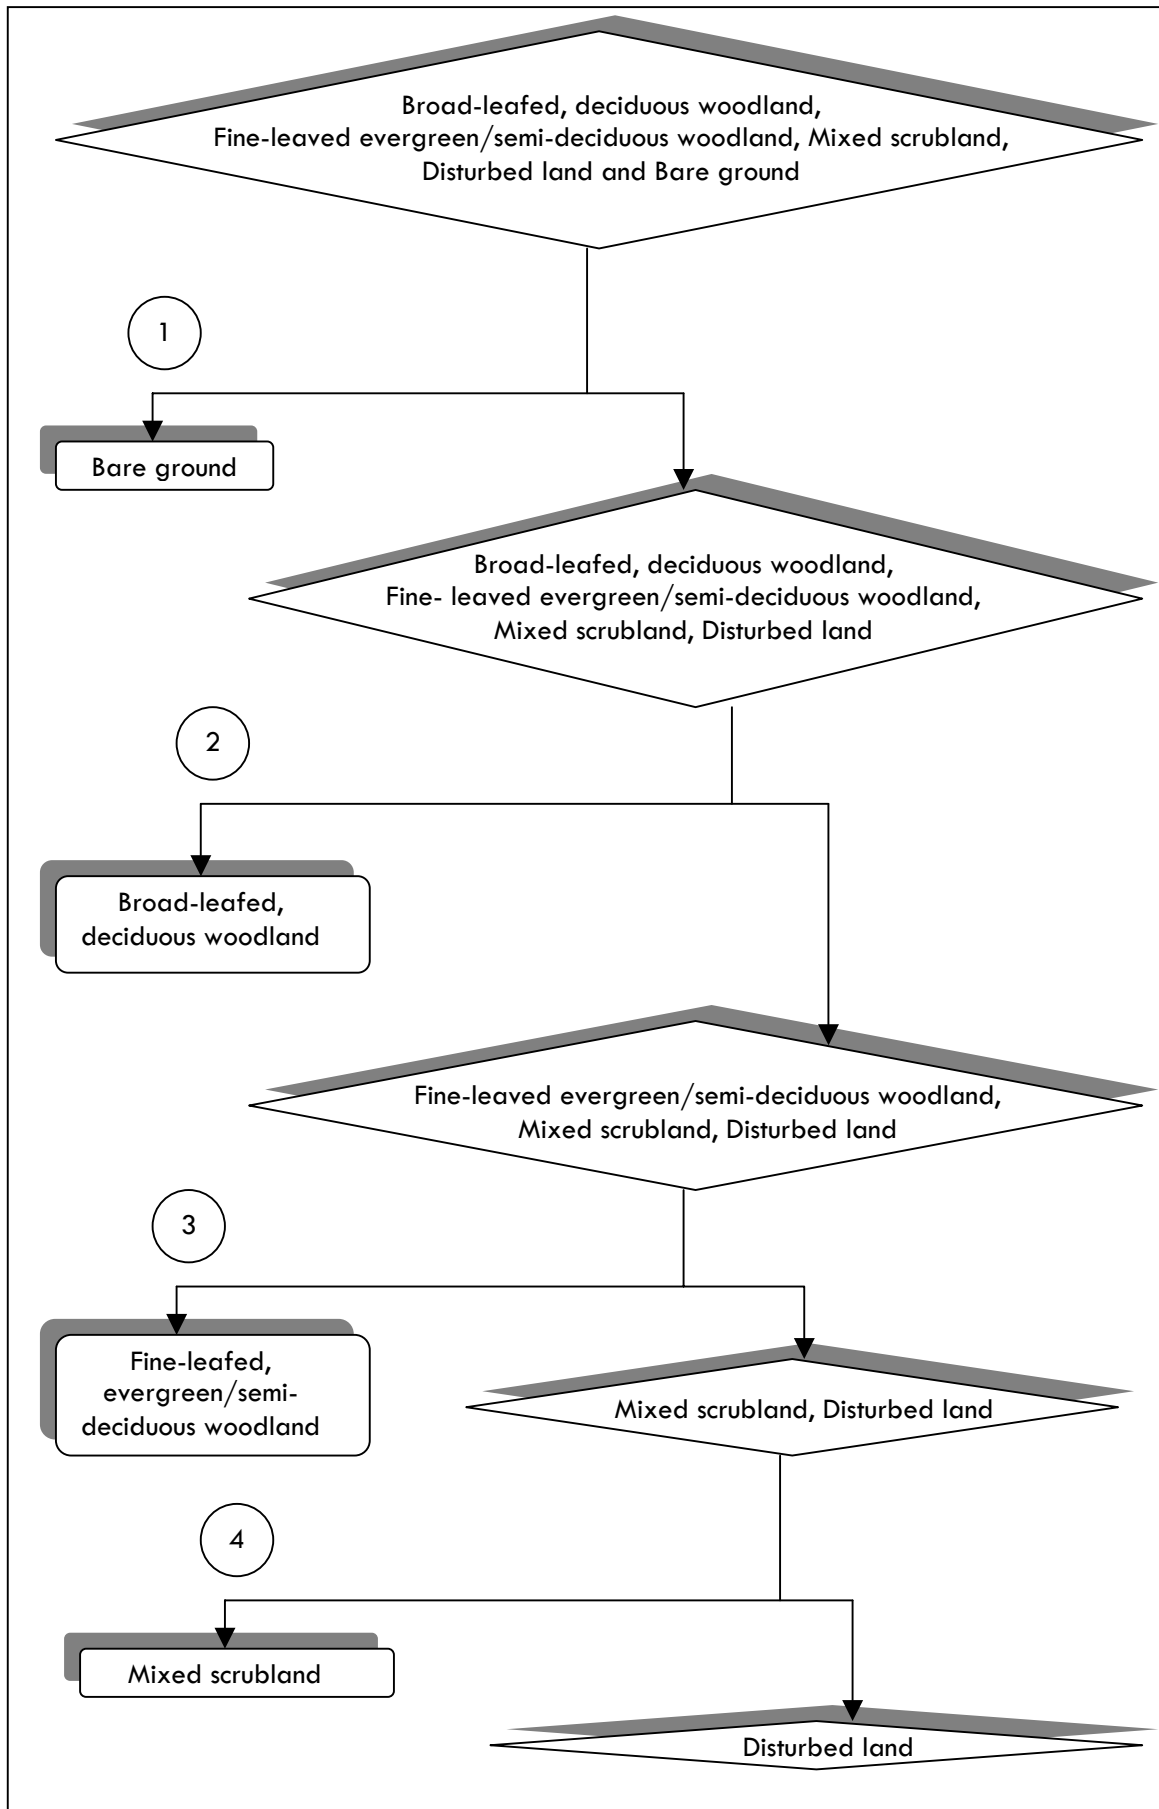 Broad-leafed, deciduous woodland,
Fine-leaved evergreen/semi-deciduous woodland, Mixed scrubland,
Disturbed land and Bare ground
1
Bare ground
Broad-leafed, deciduous woodland,
Fine- leaved evergreen/semi-deciduous woodland,
Mixed scrubland, Disturbed land
2
Broad-leafed,
deciduous woodland
Fine-leaved evergreen/semi-deciduous woodland,
Mixed scrubland, Disturbed land
3
Fine-leafed,
evergreen/semi-
deciduous woodland
Mixed scrubland, Disturbed land
4
Mixed scrubland
Disturbed land